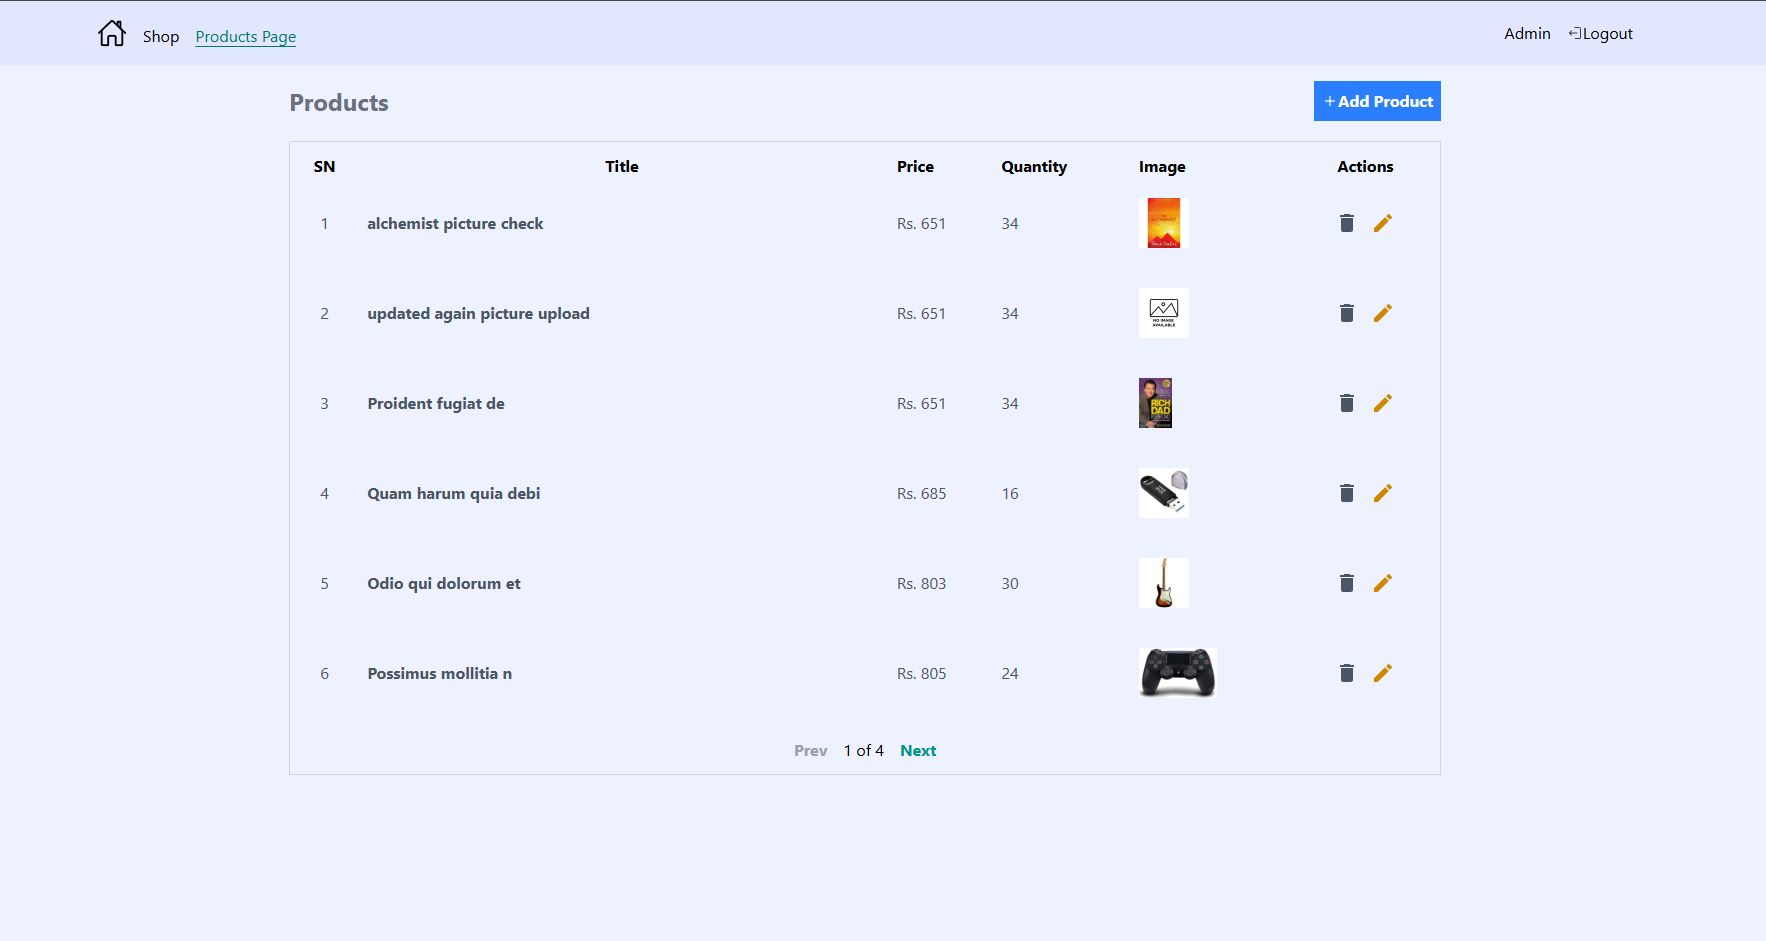 Shop Products Page Admin Logout
Products + Add Product
SN Title Price Quantity Image Actions
1 alchemist picture check Rs. 651 34
2 updated again picture upload Rs. 651 34
NO IMAGE
AVAILABLE
3 Proident fugiat de Rs. 651 34
RICH
DAD
4 Quam harum quia debi Rs. 685 16
5 Odio qui dolorum et Rs. 803 30
6 Possimus mollitia n Rs. 805 24
Prev 1 of 4 Next